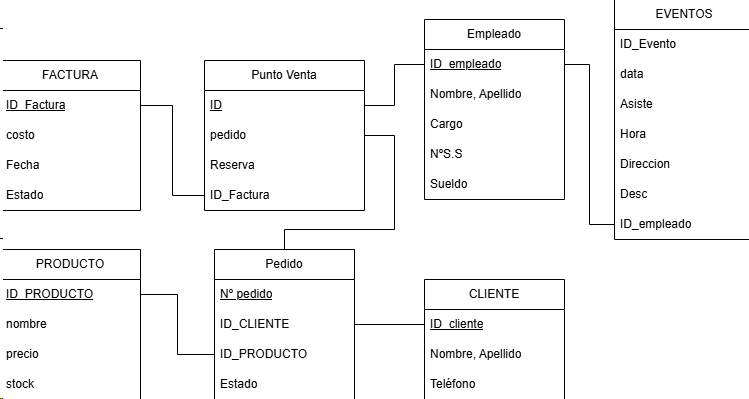 FACTURA
ID_Factura
costo
Fecha
Estado
Punto Venta
ID
pedido
Reserva
ID_Factura
Empleado
ID_empleado
Nombre, Apellido
Cargo
NºS.S
Sueldo
EVENTOS
ID_Evento
data
Asiste
Hora
Direccion
Desc
ID_empleado
PRODUCTO
ID_PRODUCTO
nombre
precio
stock
Pedido
Nº pedido
ID_CLIENTE
ID_PRODUCTO
Estado
CLIENTE
ID_cliente
Nombre, Apellido
Teléfono